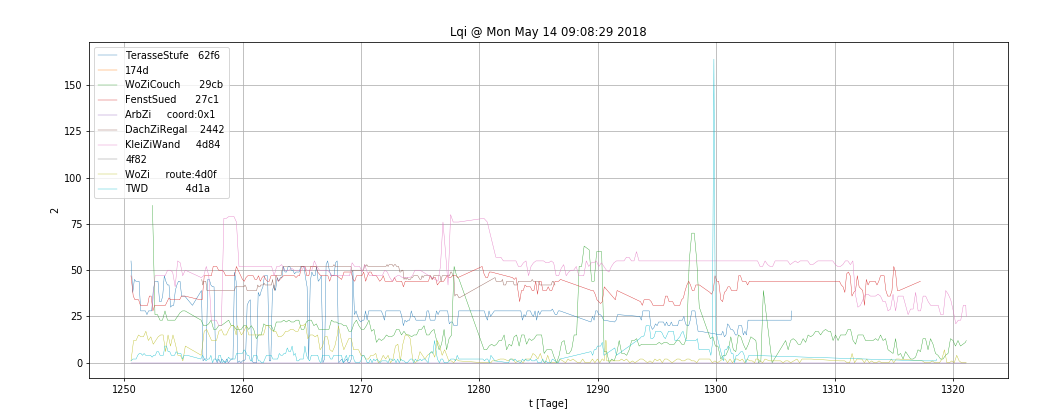 Lqi @ Mon May 14 09:08:29 2018
TerasseStufe 62f6
174d
WoZiCouch 29cb
FenstSued 27c1
ArbZi coord:0x1
DachZiRegal 2442
KleiZiWand 4d84
4f82
WoZi route:4d0f
TWD 4d1a
150
125
100
75
50
25
0
2
1250 1260 1270 1280 1290 1300 1310 1320
t [Tage]